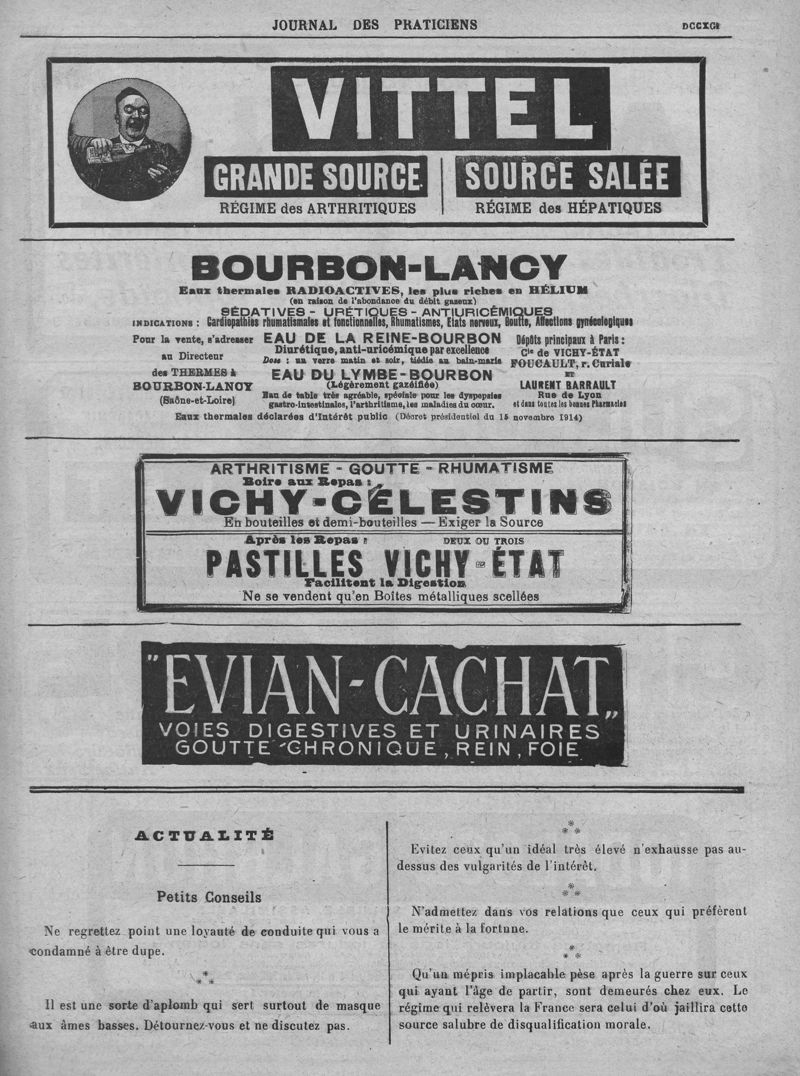 JOURNAL DES PRATICIENS
DCCXCI
VITTEL
GRANDE SOURCE
RÉGIME des ARTHRITIQUES
SOURCE SALÉE
RÉGIME des HÉPATIQUES
BOURBON-LANCY
Eaux thermales RADIOACTIVES, les plus riches en HÉLIUM
(en raison de l'abondance du débit gazeux)
SÉDATIVES - URÉTIQUES - ANTIURICÉMIQUES
INDICATIONS : Cardiopathies rhumatismales et fonctionnelles, Rhumatismes, Etats nerveux, Goutte, Affections gynécologiques
Pour la vente, s'adresser
au Directeur
des THERMES à
BOURBON-LANCY
(Saône-et-Loire)
EAU DE LA REINE-BOURBON
Diurétique, anti-uricémique par excellence
Dose : un verre matin et soir, tiédie au bain-marie
EAU DU LYMBE-BOURBON
(Légèrement gazéifiée)
Eau de table très agréable, spéciale pour les dyspepsies
gastro-intestinales, l'arthritisme, les maladies du cœur.
Dépôts principaux à Paris :
Cie de VICHY-ÉTAT
FOUCAULT, r. Curiale
ET
LAURENT BARRAULT
Rue de Lyon
et dans toutes les bonnes Pharmacies
Eaux thermales déclarées d'Intérêt public (Décret présidentiel du 15 novembre 1914)
ARTHRITISME - GOUTTE - RHUMATISME
Boire aux Repas :
VICHY-CÉLESTINS
En bouteilles et demi-bouteilles — Exiger la Source
Après les Repas : DEUX OU TROIS
PASTILLES VICHY-ÉTAT
Facilitent la Digestion
Ne se vendent qu'en Boîtes métalliques scellées
"EVIAN-CACHAT"
VOIES DIGESTIVES ET URINAIRES
GOUTTE CHRONIQUE, REIN, FOIE
ACTUALITÉ
Petits Conseils
Ne regrettez point une loyauté de conduite qui vous a
condamné à être dupe.
* * *
Il est une sorte d'aplomb qui sert surtout de masque
aux âmes basses. Détournez-vous et ne discutez pas.
* * *
Evitez ceux qu'un idéal très élevé n'exhausse pas au-
dessus des vulgarités de l'intérêt.
* * *
N'admettez dans vos relations que ceux qui préfèrent
le mérite à la fortune.
* * *
Qu'un mépris implacable pèse après la guerre sur ceux
qui ayant l'âge de partir, sont demeurés chez eux. Le
régime qui relèvera la France sera celui d'où jaillira cette
source salubre de disqualification morale.